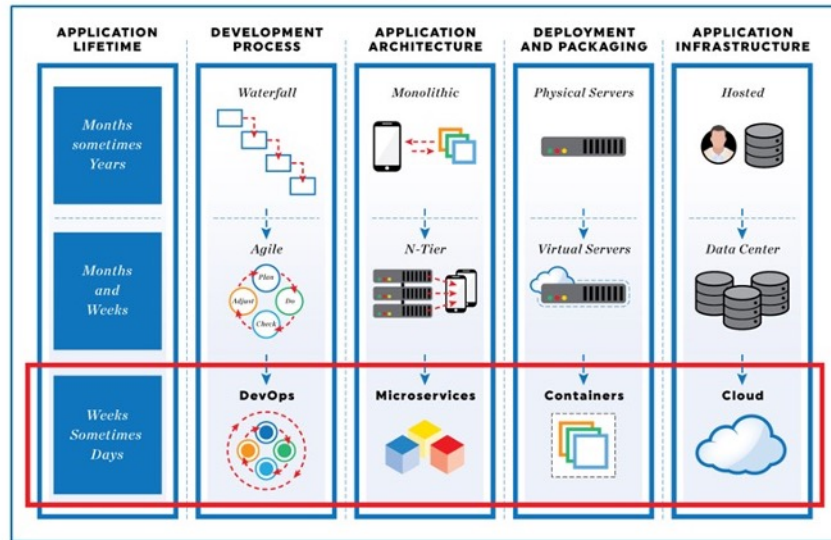 APPLICATION
LIFETIME
DEVELOPMENT
PROCESS
APPLICATION
ARCHITECTURE
DEPLOYMENT
AND PACKAGING
APPLICATION
INFRASTRUCTURE
Months
sometimes
Years
Waterfall
Monolithic
Physical Servers
Hosted
Months
and
Weeks
Agile
Plan
Adjust
Do
Check
N-Tier
Virtual Servers
Data Center
Weeks
Sometimes
Days
DevOps
Microservices
Containers
Cloud